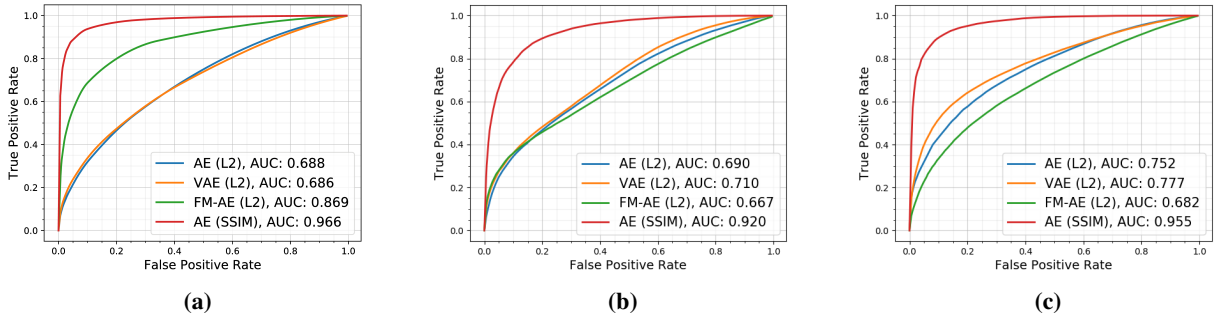 True Positive Rate
1.0
0.8
0.6
0.4
0.2
0.0
AE (L2), AUC: 0.688
VAE (L2), AUC: 0.686
FM-AE (L2), AUC: 0.869
AE (SSIM), AUC: 0.966
0.0 0.2 0.4 0.6 0.8 1.0
False Positive Rate
(a)
True Positive Rate
1.0
0.8
0.6
0.4
0.2
0.0
AE (L2), AUC: 0.690
VAE (L2), AUC: 0.710
FM-AE (L2), AUC: 0.667
AE (SSIM), AUC: 0.920
0.0 0.2 0.4 0.6 0.8 1.0
False Positive Rate
(b)
True Positive Rate
1.0
0.8
0.6
0.4
0.2
0.0
AE (L2), AUC: 0.752
VAE (L2), AUC: 0.777
FM-AE (L2), AUC: 0.682
AE (SSIM), AUC: 0.955
0.0 0.2 0.4 0.6 0.8 1.0
False Positive Rate
(c)